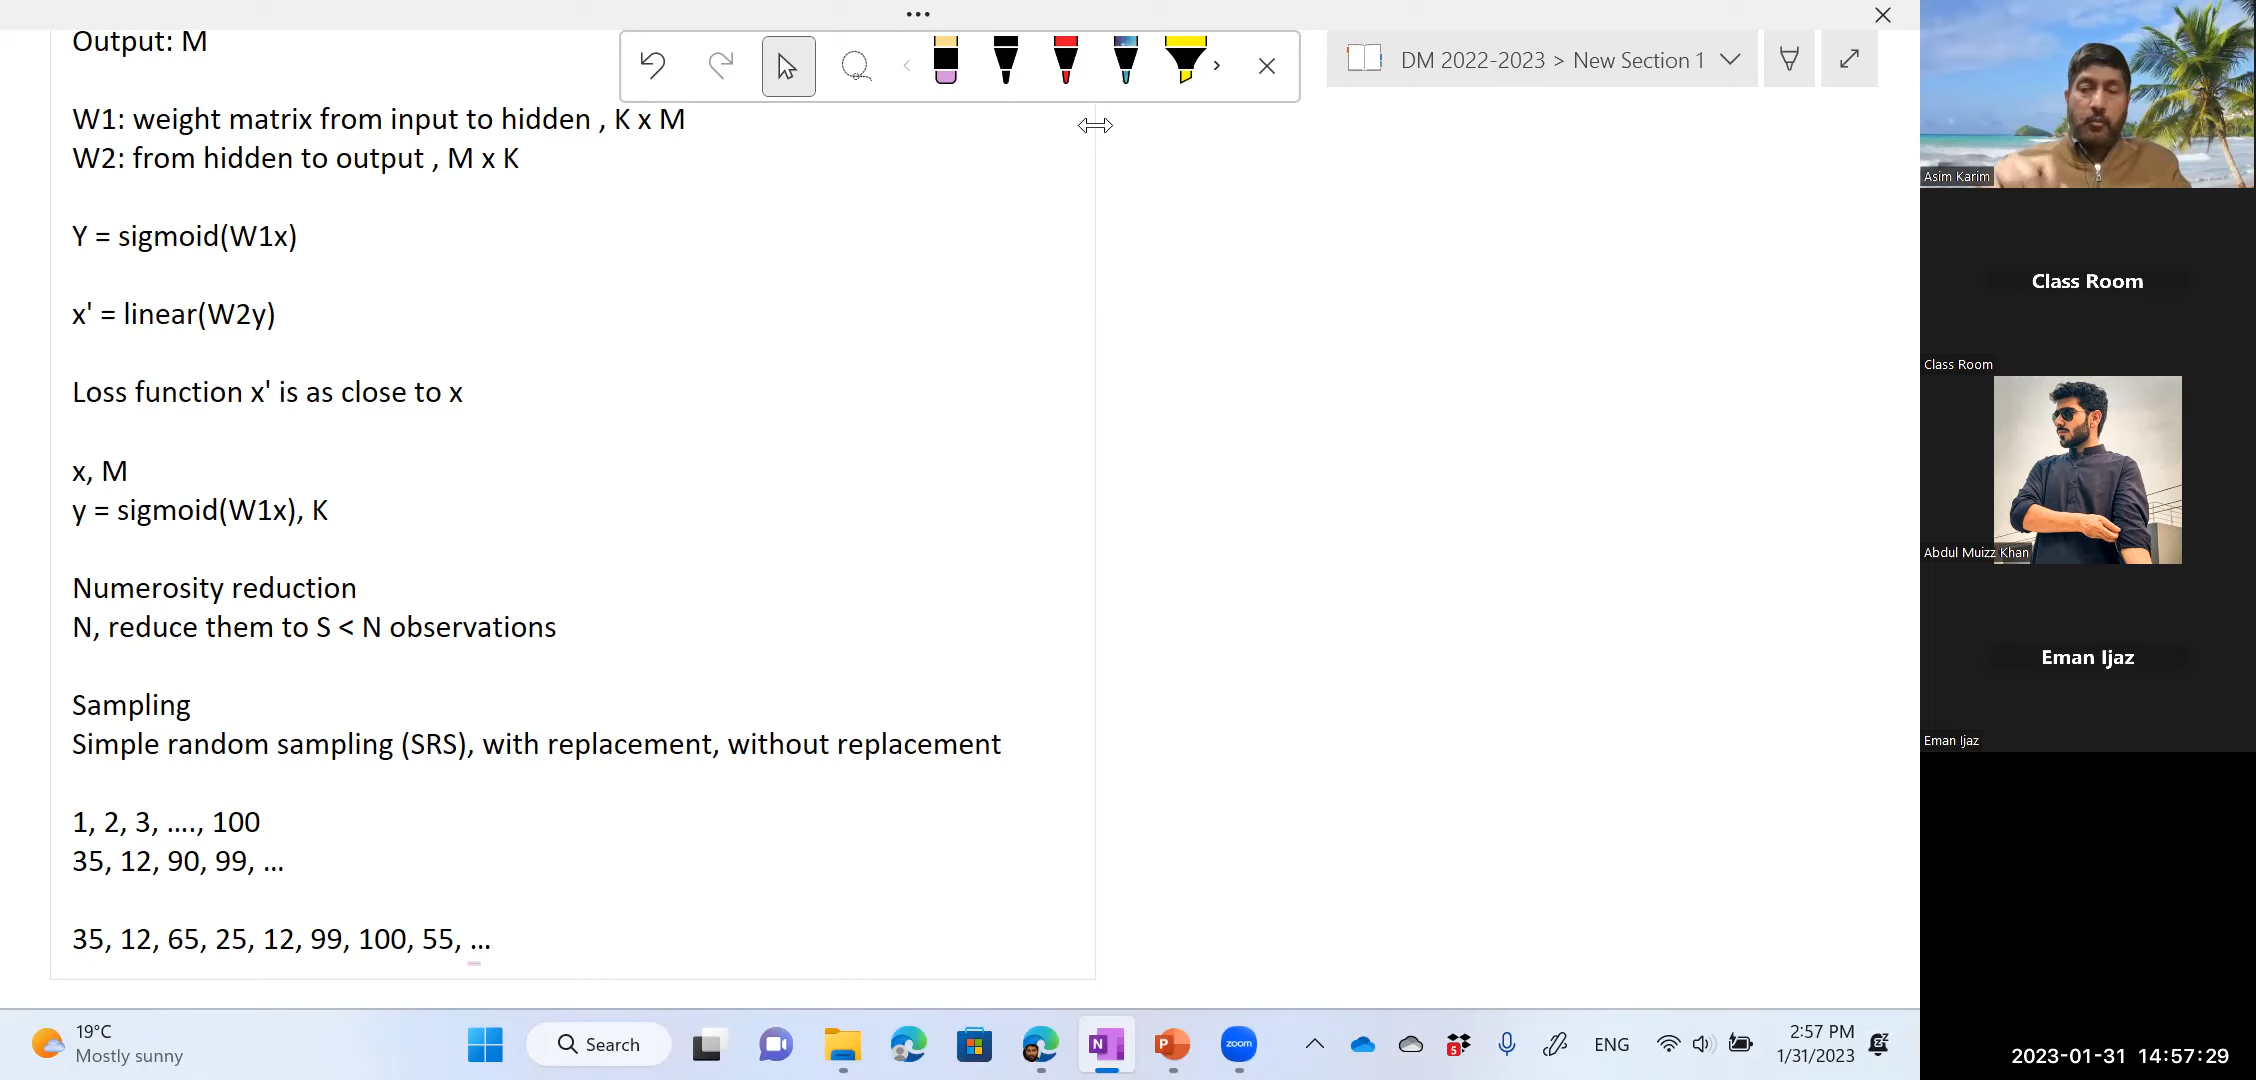 Output: M
W1: weight matrix from input to hidden , K x M
W2: from hidden to output , M x K
Y = sigmoid(W1x)
x' = linear(W2y)
Loss function x' is as close to x
x, M
y = sigmoid(W1x), K
Numerosity reduction
N, reduce them to S < N observations
Sampling
Simple random sampling (SRS), with replacement, without replacement
1, 2, 3, ...., 100
35, 12, 90, 99, ...
35, 12, 65, 25, 12, 99, 100, 55, ...
DM 2022-2023 > New Section 1
Asim Karim
Class Room
Class Room
Abdul Muizz Khan
Eman Ijaz
Eman Ijaz
19°C
Mostly sunny
Search
N
P
zoom
5
ENG
2:57 PM
1/31/2023
2023-01-31 14:57:29